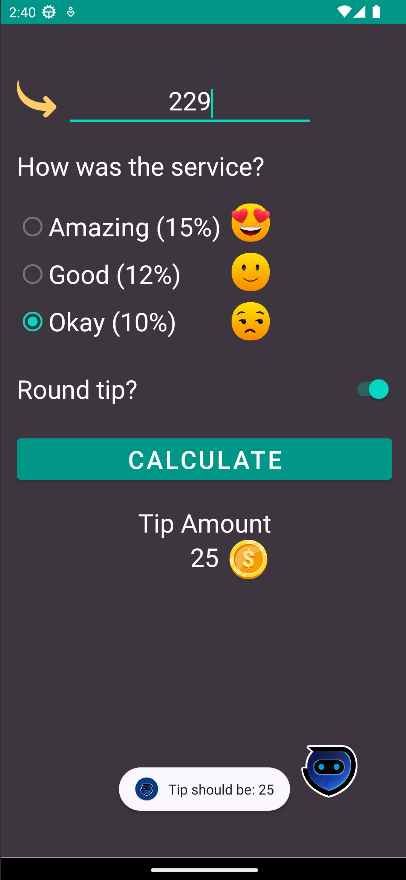 2:40
229
How was the service?
Amazing (15%)
Good (12%)
Okay (10%)
Round tip?
CALCULATE
Tip Amount
25
Tip should be: 25